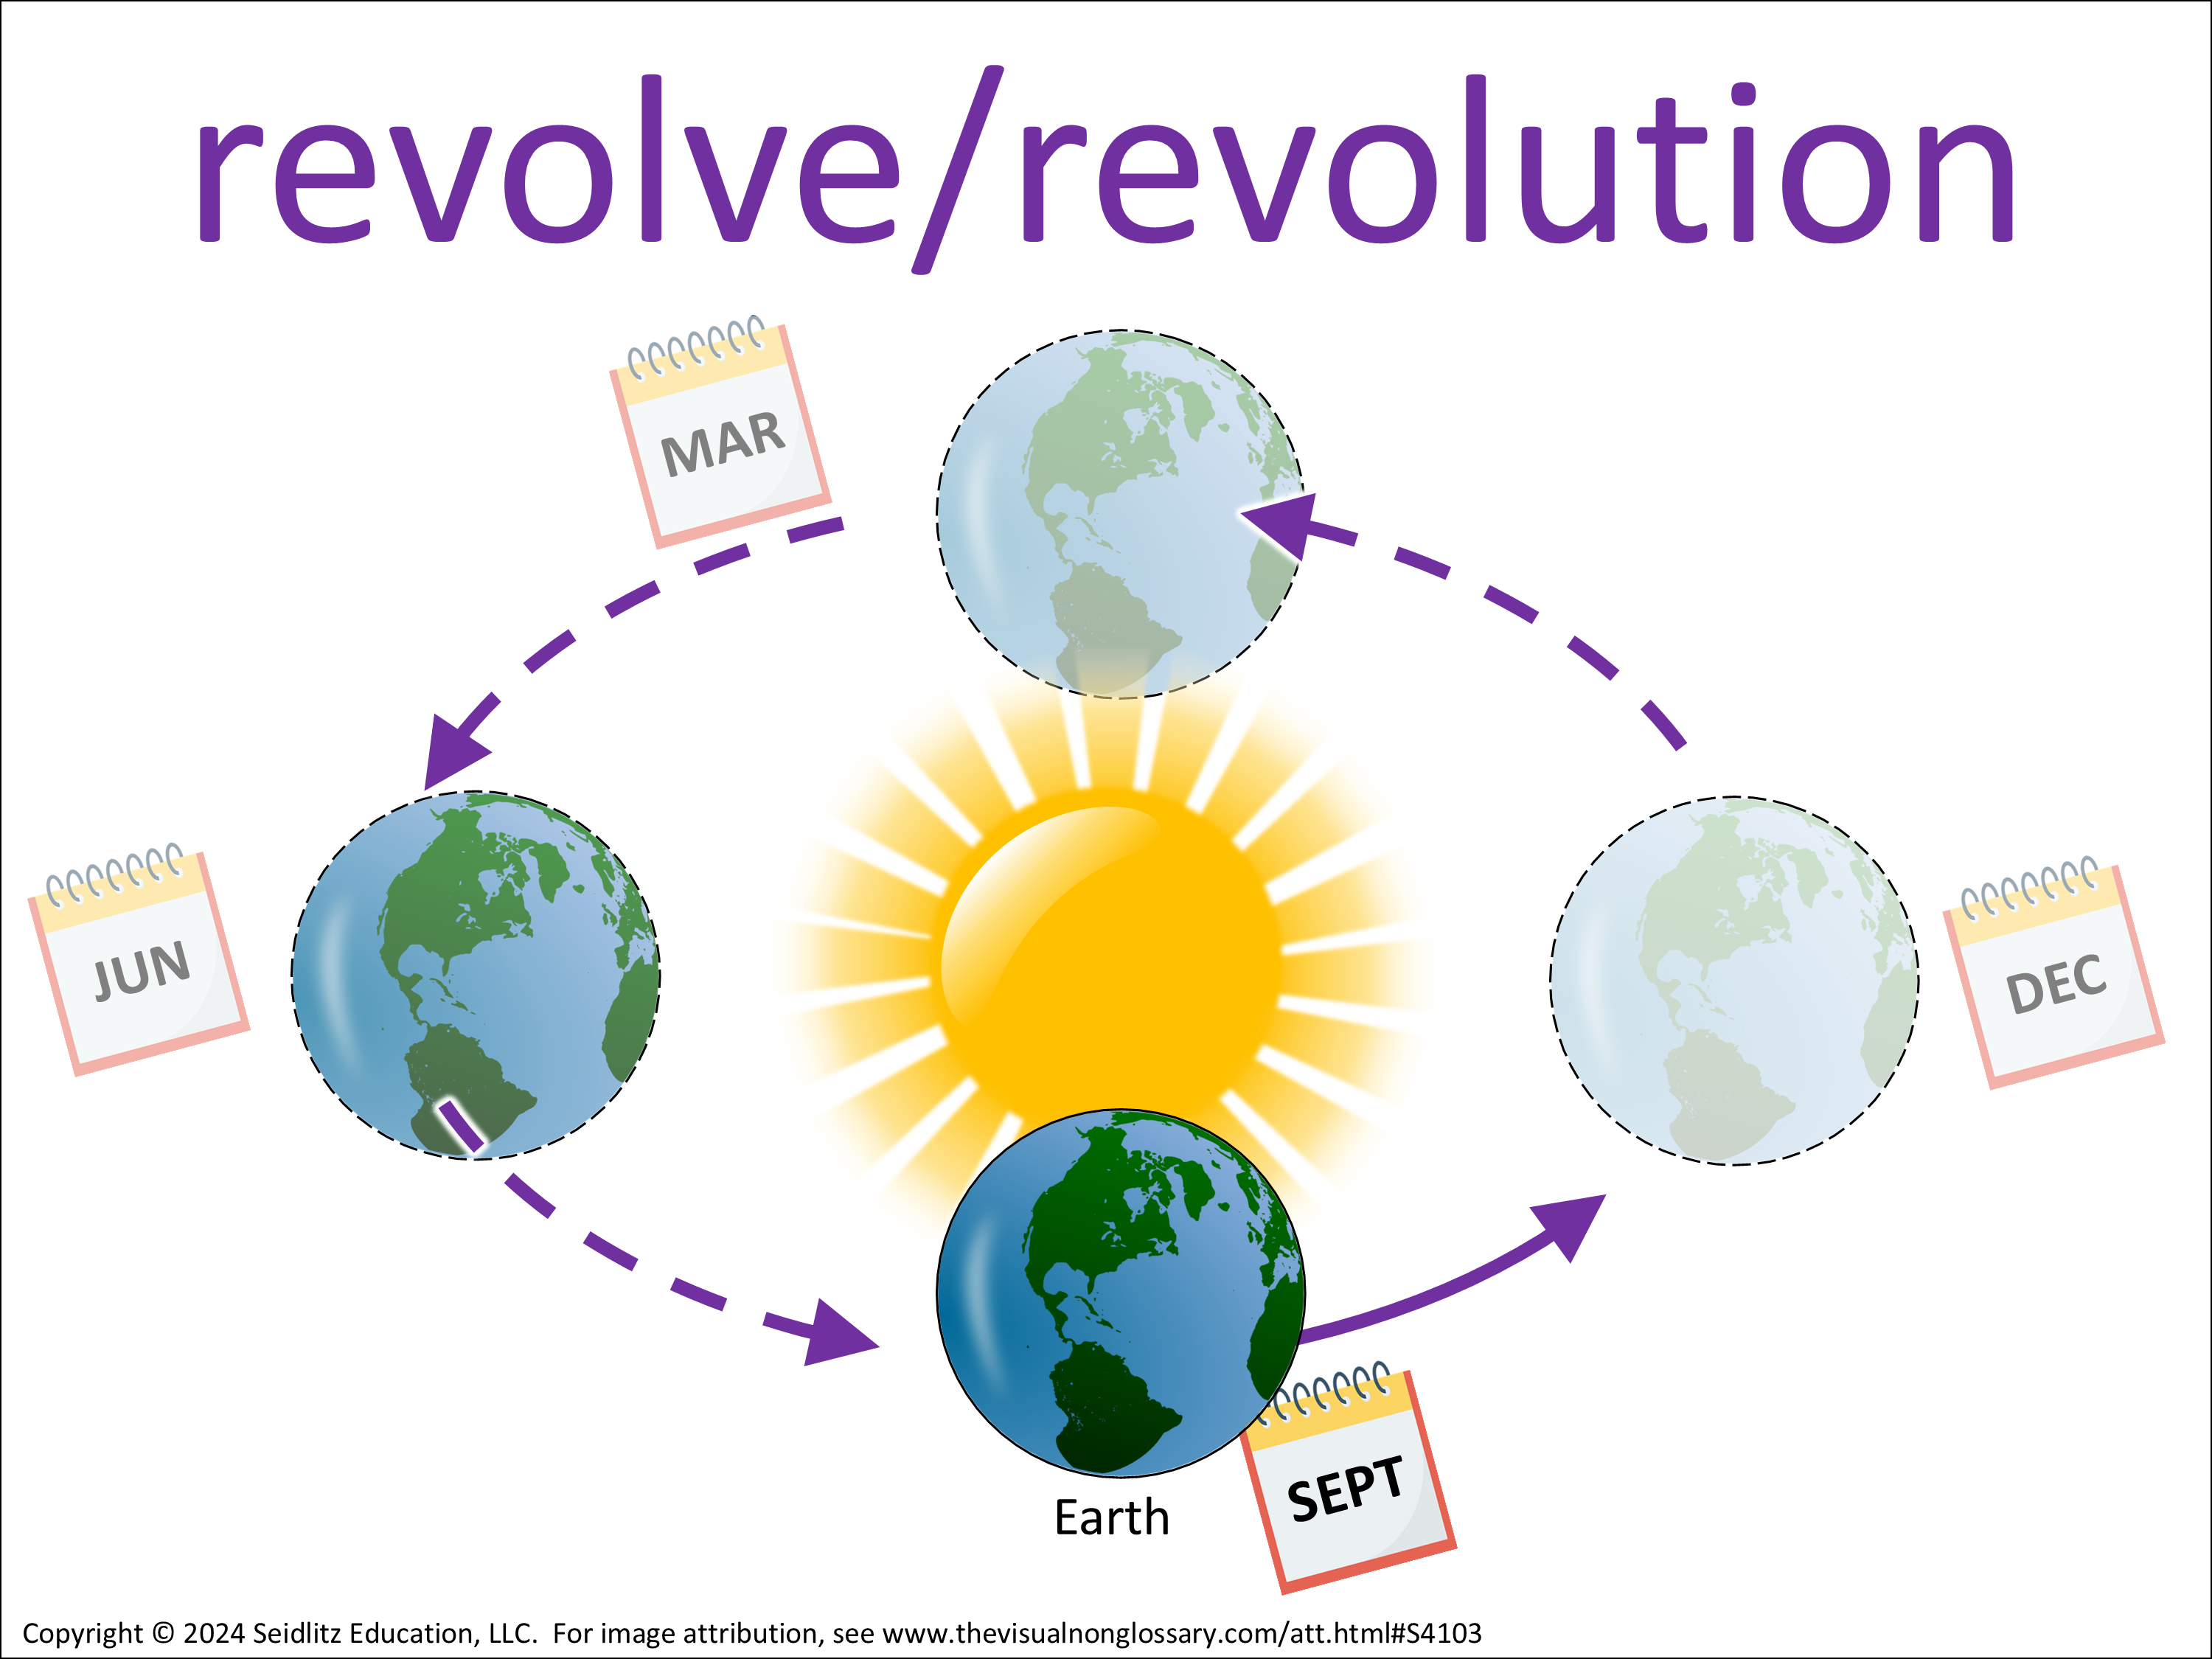 revolve/revolution
MAR
JUN
DEC
SEPT
Earth
Copyright © 2024 Seidlitz Education, LLC.  For image attribution, see www.thevisualnonglossary.com/att.html#S4103